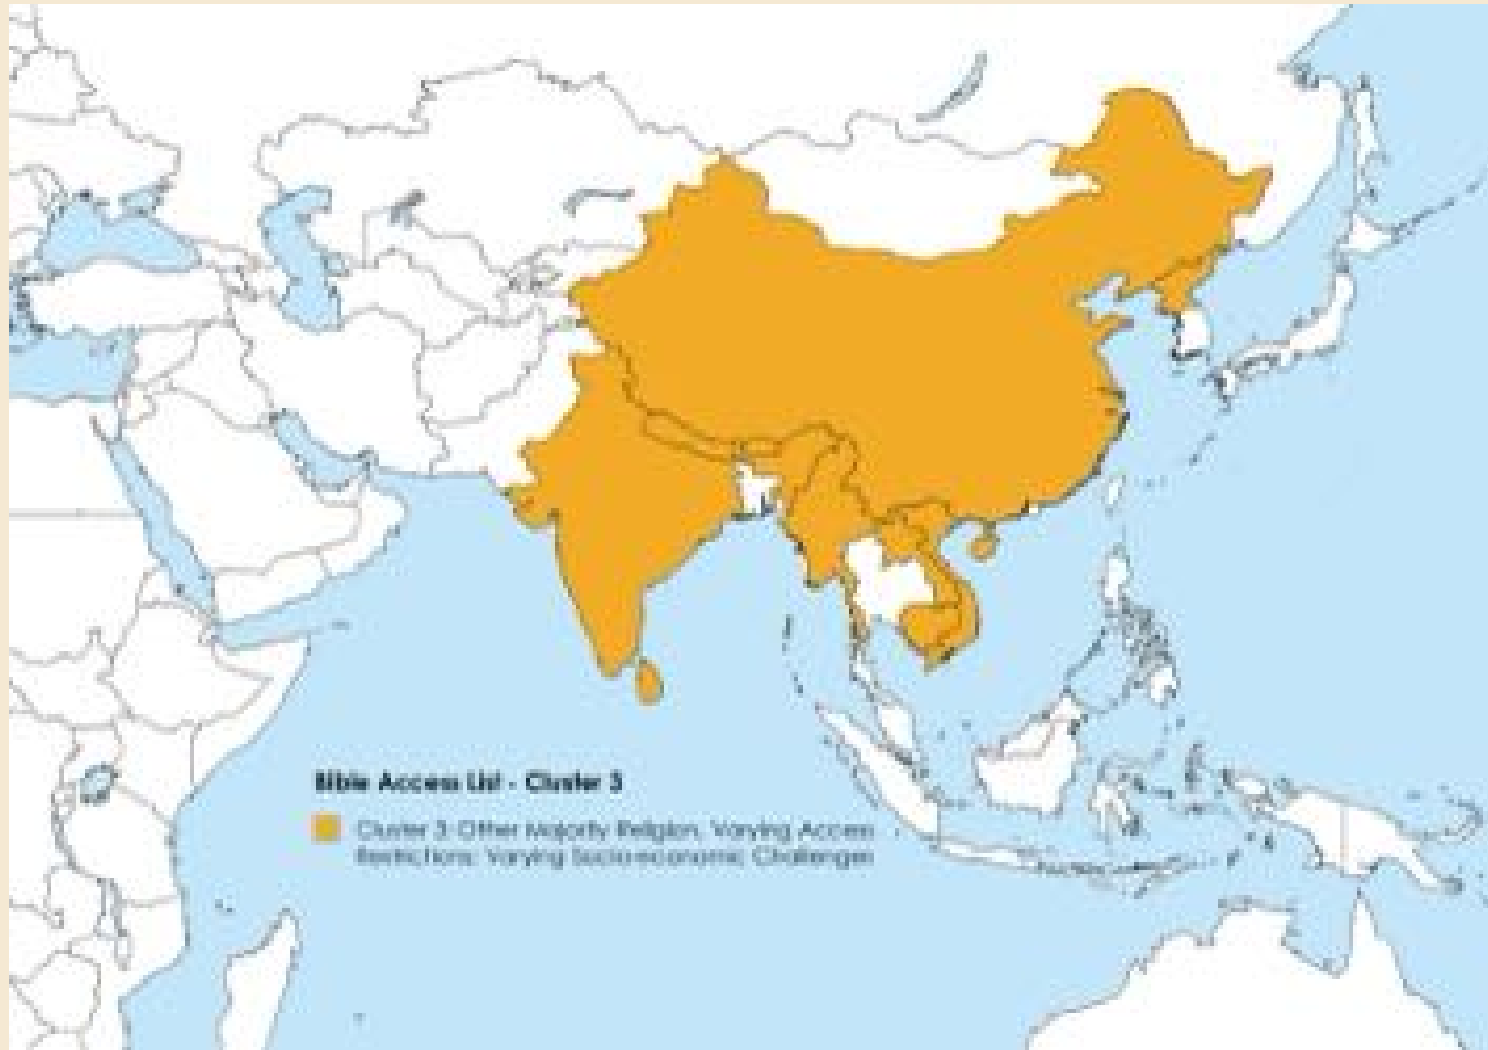 Bible Access List - Cluster 3
Cluster 3: Other Majority Religion, Varying Access
Restrictions; Varying Socio-economic Challenges